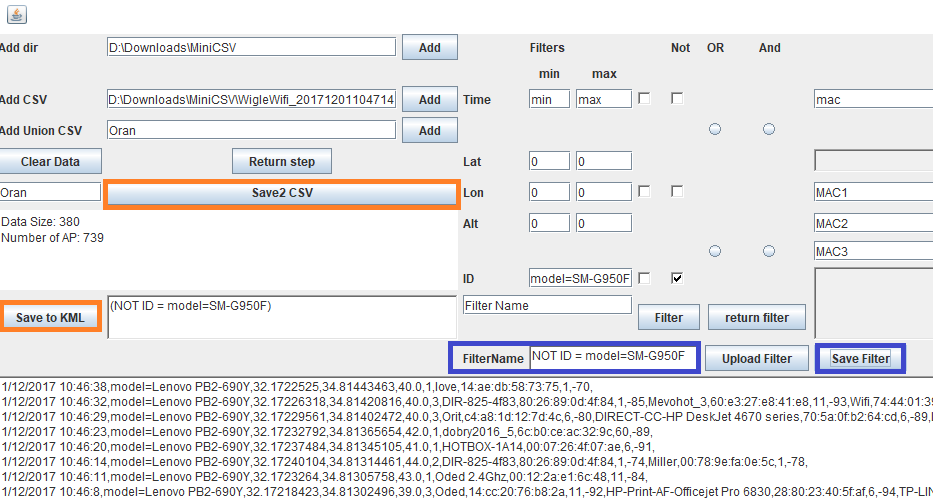 Add dir D:\Downloads\MiniCSV Add Filters Not OR And
min max
Add CSV D:\Downloads\MiniCSV\WigleWifi_20171201104714 Add Time min max mac
Add Union CSV Oran Add
Clear Data Return step Lat 0 0
Oran Save2 CSV Lon 0 0 MAC1
Data Size: 380 Alt 0 0 MAC2
Number of AP: 739
MAC3
ID model=SM-G950F
(NOT ID = model=SM-G950F) Filter Name
Save to KML Filter return filter
FilterName NOT ID = model=SM-G950F Upload Filter Save Filter
1/12/2017 10:46:38,model=Lenovo PB2-690Y,32.1722525,34.81443463,40.0,1,love,14:ae:db:58:73:75,1,-70,
1/12/2017 10:46:32,model=Lenovo PB2-690Y,32.17226318,34.81420816,40.0,3,DIR-825-4f83,80:26:89:0d:4f:84,1,-85,Mevohot_3,60:e3:27:e8:41:e8,11,-93,Wifi,74:44:01:39
1/12/2017 10:46:29,model=Lenovo PB2-690Y,32.17229561,34.81402472,40.0,3,Orit,c4:a8:1d:12:7d:4c,6,-80,DIRECT-CC-HP DeskJet 4670 series,70:5a:0f:b2:64:cd,6,-89,
1/12/2017 10:46:23,model=Lenovo PB2-690Y,32.17232792,34.81365654,42.0,1,dobry2016_5,6c:b0:ce:ac:32:9c,60,-89,
1/12/2017 10:46:20,model=Lenovo PB2-690Y,32.17237484,34.81345105,41.0,1,HOTBOX-1A14,00:07:26:4f:07:ae,6,-91,
1/12/2017 10:46:14,model=Lenovo PB2-690Y,32.17240104,34.81314461,44.0,2,DIR-825-4f83,80:26:89:0d:4f:84,1,-74,Miller,00:78:9e:fa:0e:5c,1,-78,
1/12/2017 10:46:11,model=Lenovo PB2-690Y,32.1723264,34.81305758,43.0,1,Oded 2.4Ghz,00:12:2a:e1:6c:48,11,-84,
1/12/2017 10:46:8,model=Lenovo PB2-690Y,32.17218423,34.81302496,39.0,3,Oded,14:cc:20:76:b8:2a,11,-92,HP-Print-AF-Officejet Pro 6830,28:80:23:40:5f:af,6,-94,TP-LIN